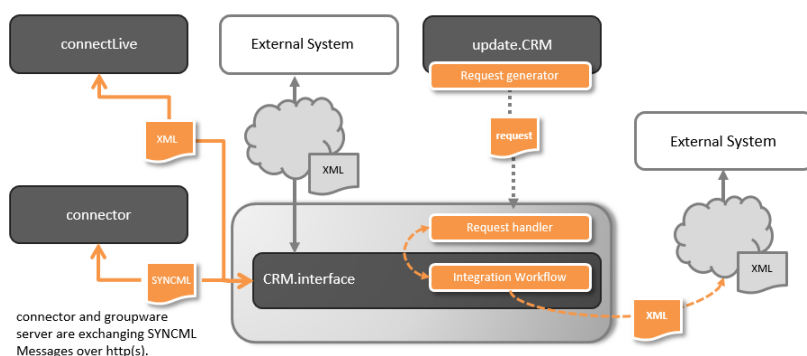 connectLive
External System
update.CRM
Request generator
XML
request
XML
External System
connector
Request handler
SYNCML
CRM.interface
Integration Workflow
XML
XML
connector and groupware
server are exchanging SYNCML
Messages over http(s).